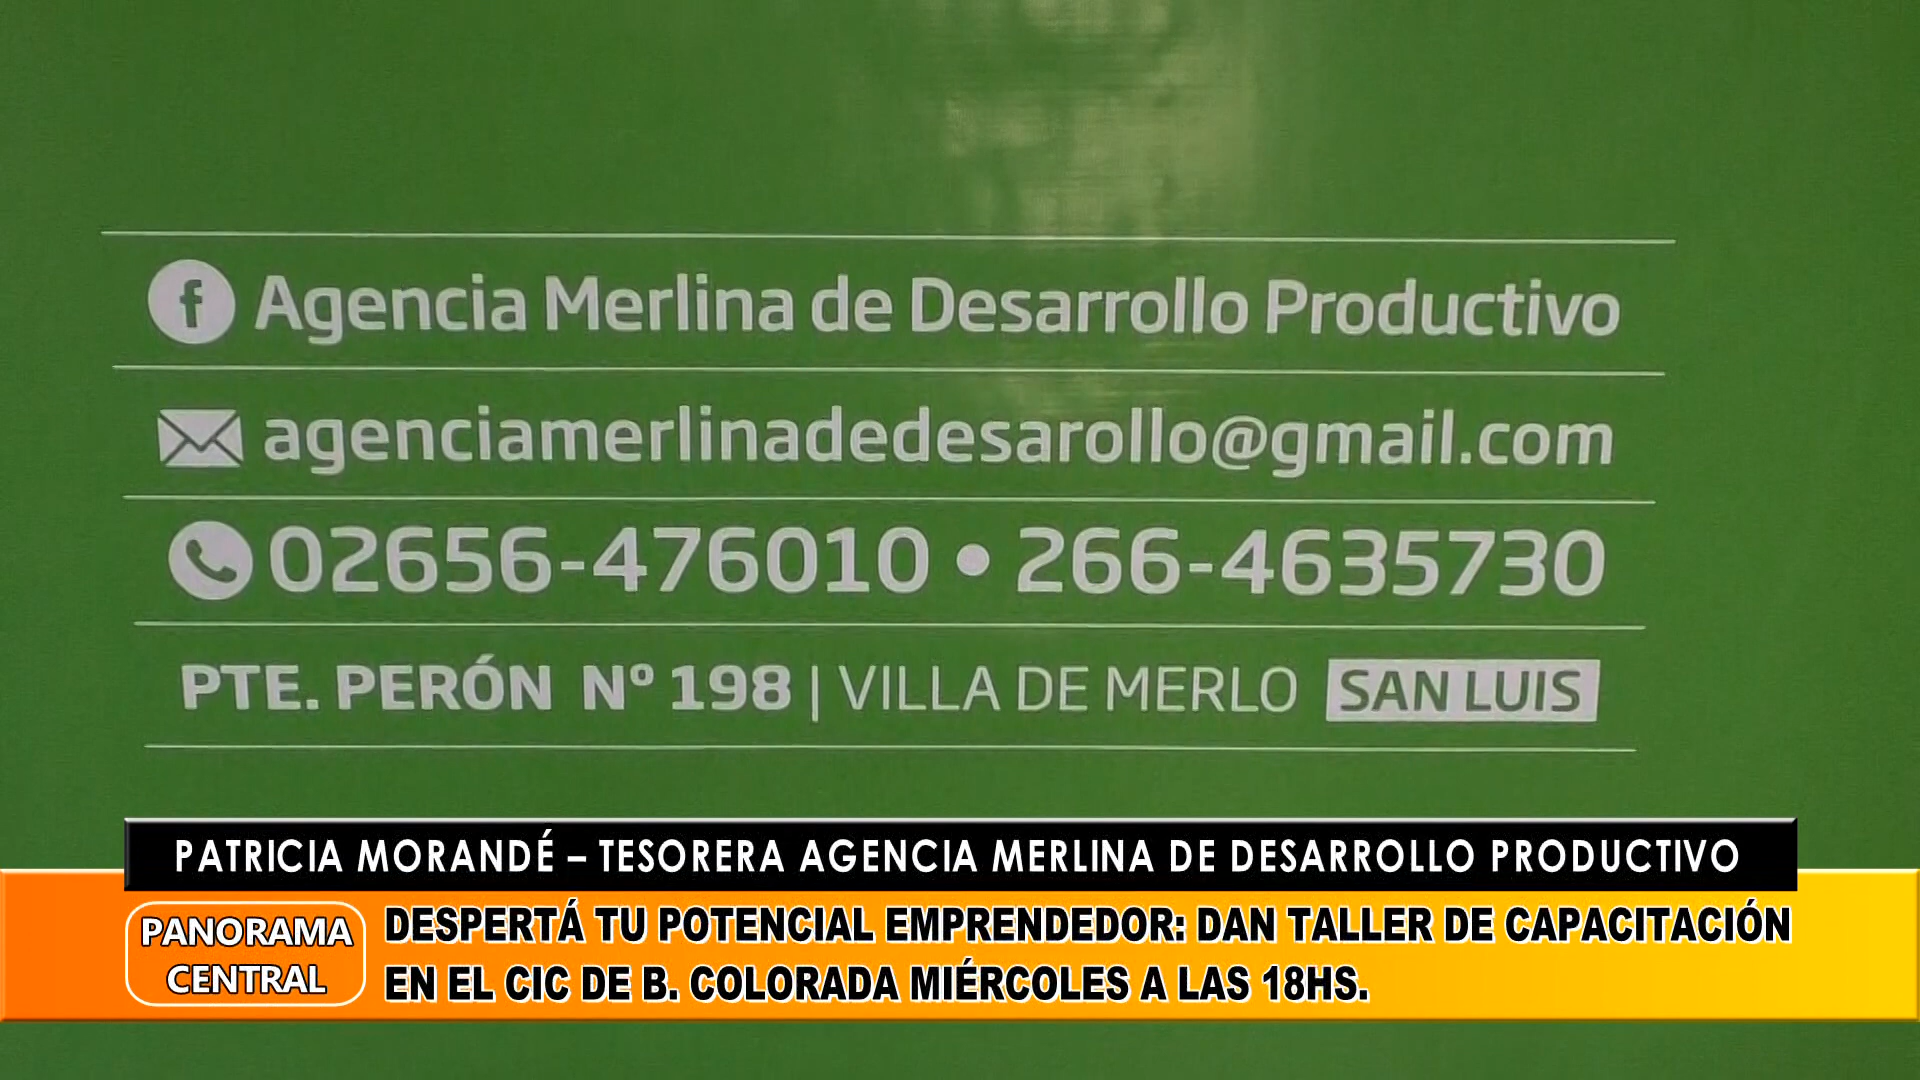 Agencia Merlina de Desarrollo Productivo
agenciamerlinadedesarollo@gmail.com
02656-476010 • 266-4635730
PTE. PERÓN Nº 198 | VILLA DE MERLO SAN LUIS
PATRICIA MORANDÉ – TESORERA AGENCIA MERLINA DE DESARROLLO PRODUCTIVO
PANORAMA CENTRAL
DESPERTÁ TU POTENCIAL EMPRENDEDOR: DAN TALLER DE CAPACITACIÓN
EN EL CIC DE B. COLORADA MIÉRCOLES A LAS 18HS.